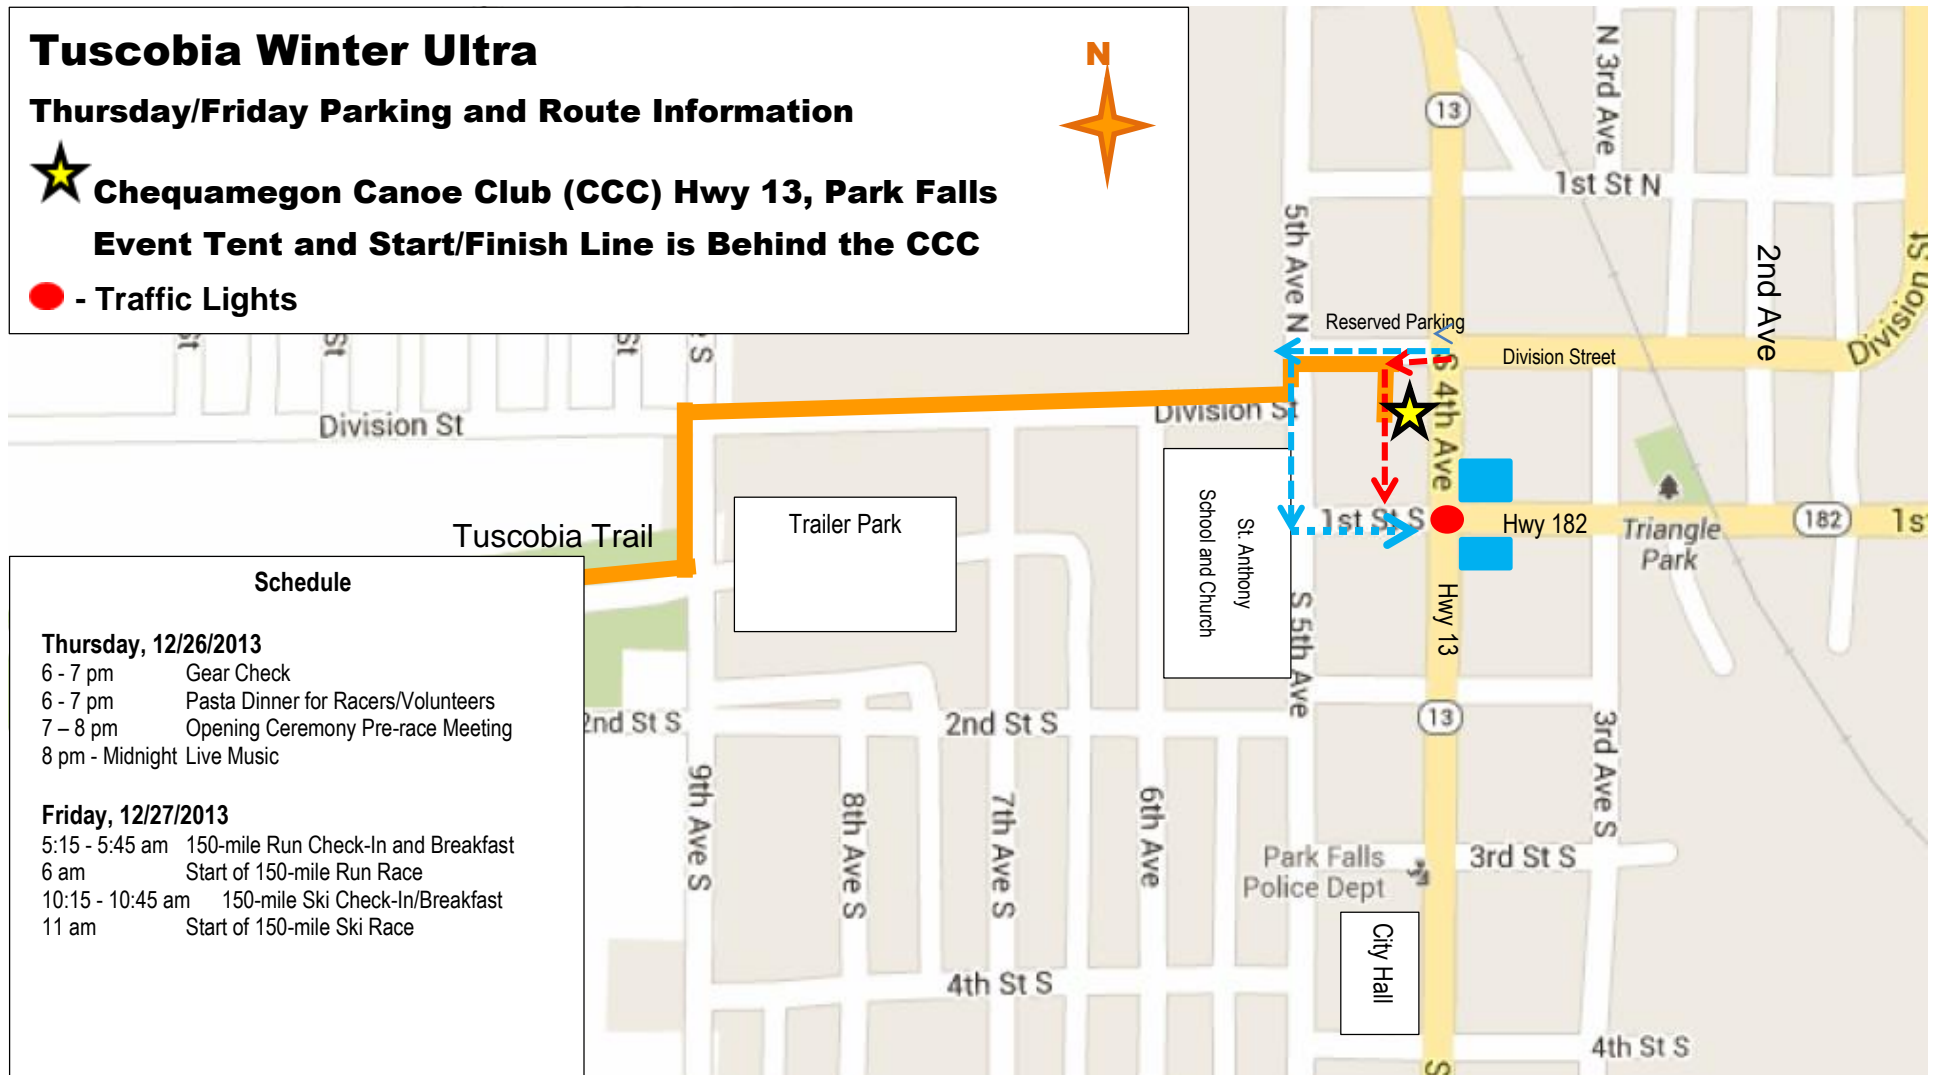 Tuscobia Winter Ultra
N
Thursday/Friday Parking and Route Information
Chequamegon Canoe Club (CCC) Hwy 13, Park Falls
Event Tent and Start/Finish Line is Behind the CCC
- Traffic Lights
13
N 3rd Ave
1st St N
5th Ave N
2nd Ave
Reserved Parking
Division Street
Division St
St
St
St
S
Division St
Division St
S 4th Ave
Tuscobia Trail
Trailer Park
St. Anthony
School and Church
1st St S
Hwy 182
Triangle
Park
182
1s
Hwy 13
S 5th Ave
13
Schedule
Thursday, 12/26/2013
6 - 7 pm Gear Check
6 - 7 pm Pasta Dinner for Racers/Volunteers
7 – 8 pm Opening Ceremony Pre-race Meeting
8 pm - Midnight Live Music
Friday, 12/27/2013
5:15 - 5:45 am 150-mile Run Check-In and Breakfast
6 am Start of 150-mile Run Race
10:15 - 10:45 am 150-mile Ski Check-In/Breakfast
11 am Start of 150-mile Ski Race
2nd St S
2nd St S
9th Ave S
8th Ave S
7th Ave S
6th Ave
3rd Ave S
Park Falls
Police Dept
3rd St S
City Hall
4th St S
4th St S
S